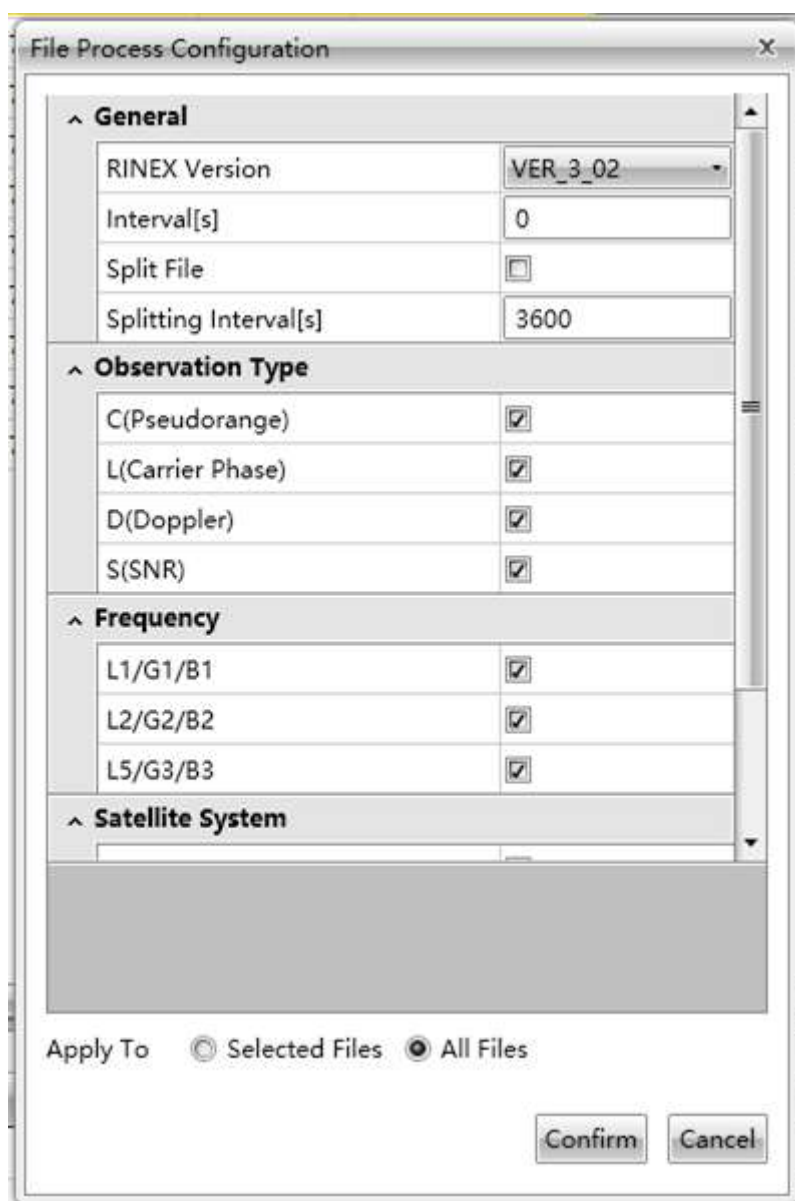 File Process Configuration
General
RINEX Version VER_3_02
Interval[s] 0
Split File
Splitting Interval[s] 3600
Observation Type
C(Pseudorange)
L(Carrier Phase)
D(Doppler)
S(SNR)
Frequency
L1/G1/B1
L2/G2/B2
L5/G3/B3
Satellite System
Apply To Selected Files All Files
Confirm Cancel